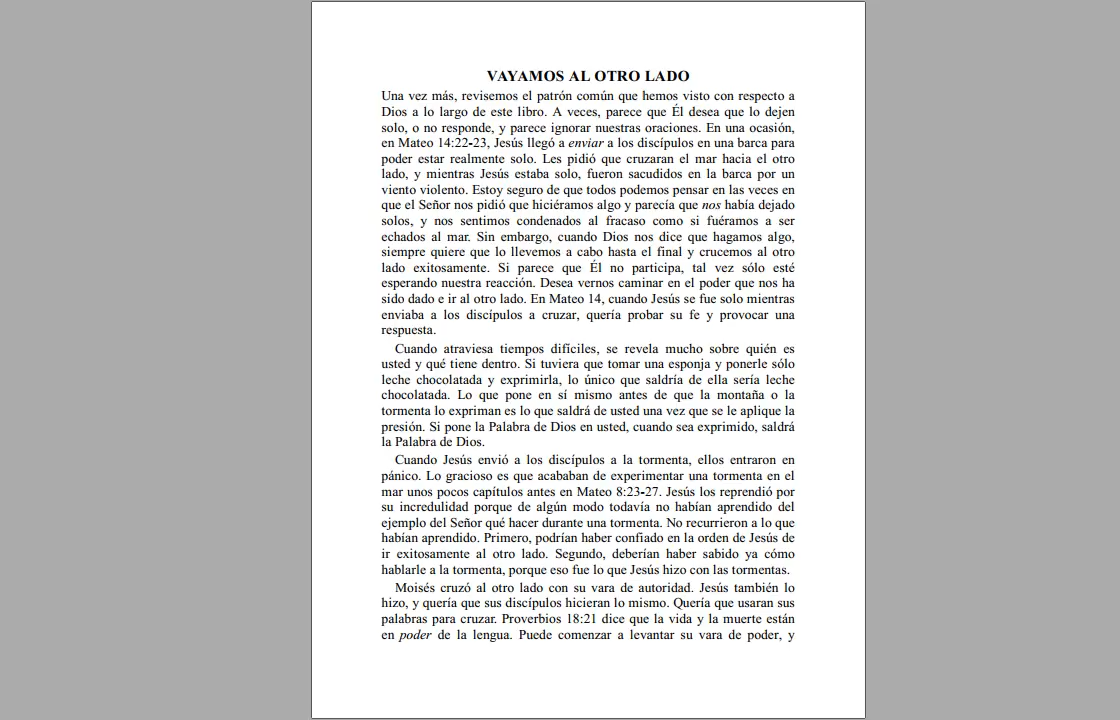 VAYAMOS AL OTRO LADO
Una vez más, revisemos el patrón común que hemos visto con respecto a
Dios a lo largo de este libro. A veces, parece que Él desea que lo dejen
solo, o no responde, y parece ignorar nuestras oraciones. En una ocasión,
en Mateo 14:22-23, Jesús llegó a enviar a los discípulos en una barca para
poder estar realmente solo. Les pidió que cruzaran el mar hacia el otro
lado, y mientras Jesús estaba solo, fueron sacudidos en la barca por un
viento violento. Estoy seguro de que todos podemos pensar en las veces en
que el Señor nos pidió que hiciéramos algo y parecía que nos había dejado
solos, y nos sentimos condenados al fracaso como si fuéramos a ser
echados al mar. Sin embargo, cuando Dios nos dice que hagamos algo,
siempre quiere que lo llevemos a cabo hasta el final y crucemos al otro
lado exitosamente. Si parece que Él no participa, tal vez sólo esté
esperando nuestra reacción. Desea vernos caminar en el poder que nos ha
sido dado e ir al otro lado. En Mateo 14, cuando Jesús se fue solo mientras
enviaba a los discípulos a cruzar, quería probar su fe y provocar una
respuesta.
Cuando atraviesa tiempos difíciles, se revela mucho sobre quién es
usted y qué tiene dentro. Si tuviera que tomar una esponja y ponerle sólo
leche chocolatada y exprimirla, lo único que saldría de ella sería leche
chocolatada. Lo que pone en sí mismo antes de que la montaña o la
tormenta lo expriman es lo que saldrá de usted una vez que se le aplique la
presión. Si pone la Palabra de Dios en usted, cuando sea exprimido, saldrá
la Palabra de Dios.
Cuando Jesús envió a los discípulos a la tormenta, ellos entraron en
pánico. Lo gracioso es que acababan de experimentar una tormenta en el
mar unos pocos capítulos antes en Mateo 8:23-27. Jesús los reprendió por
su incredulidad porque de algún modo todavía no habían aprendido del
ejemplo del Señor qué hacer durante una tormenta. No recurrieron a lo que
habían aprendido. Primero, podrían haber confiado en la orden de Jesús de
ir exitosamente al otro lado. Segundo, deberían haber sabido ya cómo
hablarle a la tormenta, porque eso fue lo que Jesús hizo con las tormentas.
Moisés cruzó al otro lado con su vara de autoridad. Jesús también lo
hizo, y quería que sus discípulos hicieran lo mismo. Quería que usaran sus
palabras para cruzar. Proverbios 18:21 dice que la vida y la muerte están
en poder de la lengua. Puede comenzar a levantar su vara de poder, y